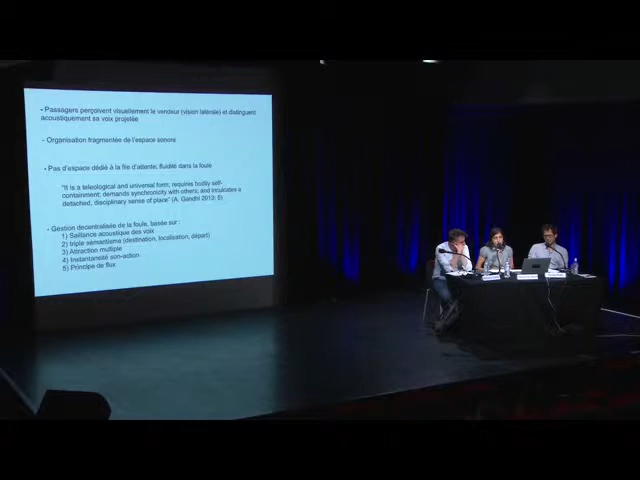 - Passagers perçoivent visuellement le vendeur (vision latérale) et distinguent
acoustiquement sa voix projetée
- Organisation fragmentée de l'espace sonore
- Pas d'espace dédié à la file d'attente; fluidité dans la foule
"It is a teleological and universal form; requires bodily self-
containment; demands synchronicity with others; and inculcates a
detached, disciplinary sense of place" (A. Gandhi 2013: 5)
- Gestion decentralisée de la foule, basée sur :
1) Saillance acoustique des voix
2) triple sémantisme (destination, localisation, départ)
3) Attraction multiple
4) Instantanéité son-action
5) Principe de flux